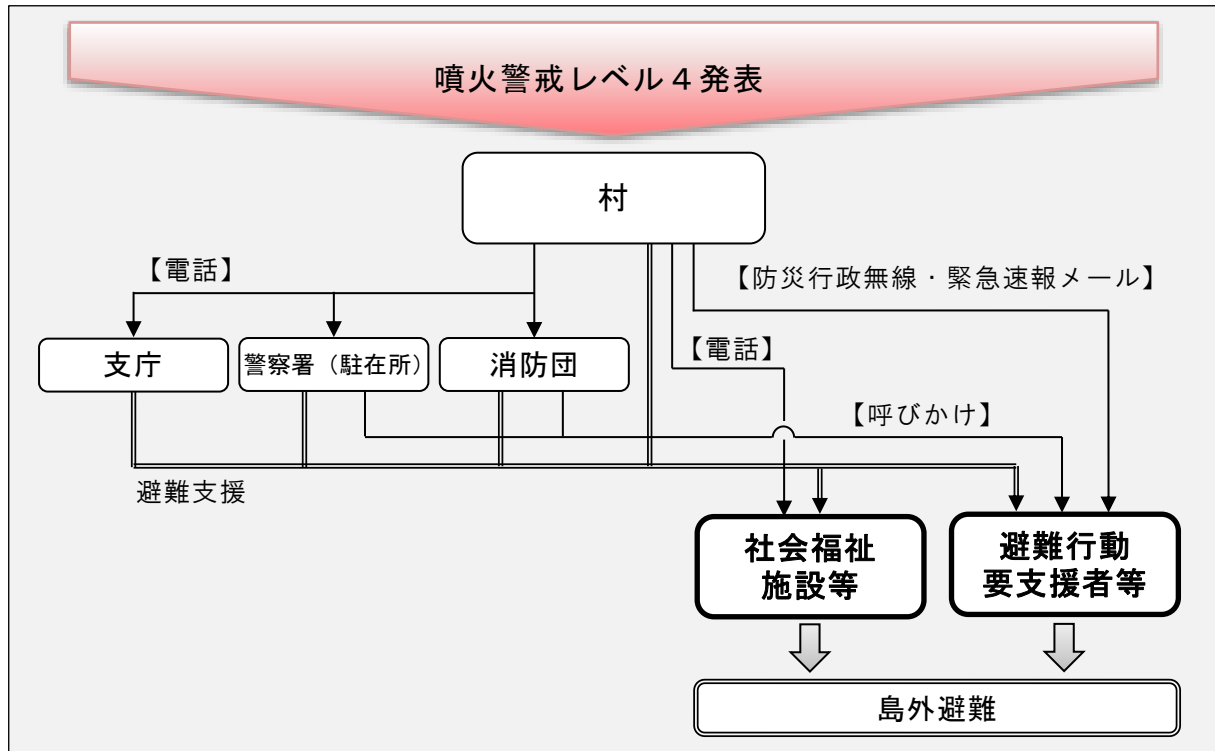 噴火警戒レベル４発表
村
【電話】
【防災行政無線・緊急速報メール】
支庁
警察署（駐在所）
消防団
【電話】
【呼びかけ】
避難支援
社会福祉
施設等
避難行動
要支援者等
島外避難